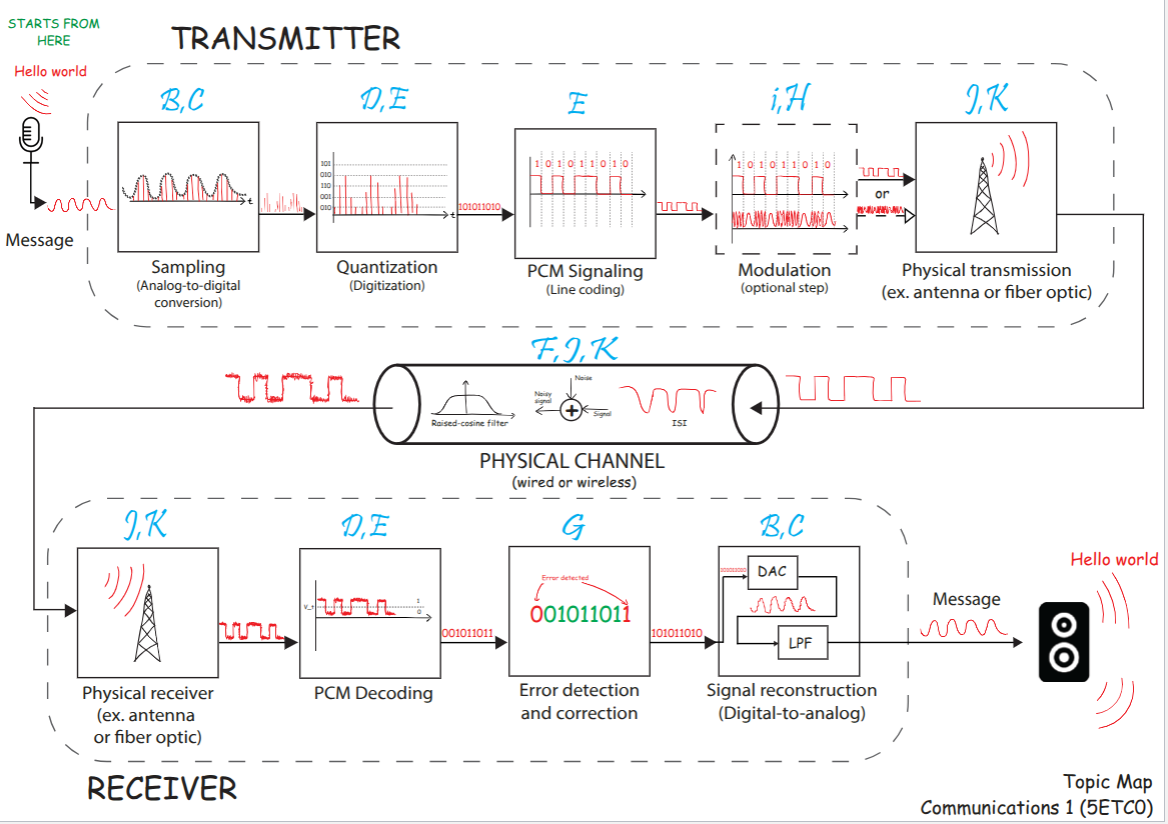 STARTS FROM
HERE
TRANSMITTER
Hello world
B,C
D,E
E
i,H
J,K
101
010
110
001
010
t
t
1 0 1 0 1 1 0 1 0
1 0 1 0 1 1 0 1 0
101011010
or
Message
Sampling
(Analog-to-digital
conversion)
Quantization
(Digitization)
PCM Signaling
(Line coding)
Modulation
(optional step)
Physical transmission
(ex. antenna or fiber optic)
F,J,K
Raised-cosine filter
Noise
Noisy
signal
+
Signal
ISI
PHYSICAL CHANNEL
(wired or wireless)
J,K
D,E
G
B,C
V_t
1
0
001011011
Error detected
001011011
101011010
DAC
LPF
Message
Hello world
Physical receiver
(ex. antenna
or fiber optic)
PCM Decoding
Error detection
and correction
Signal reconstruction
(Digital-to-analog)
RECEIVER
Topic Map
Communications 1 (5ETC0)